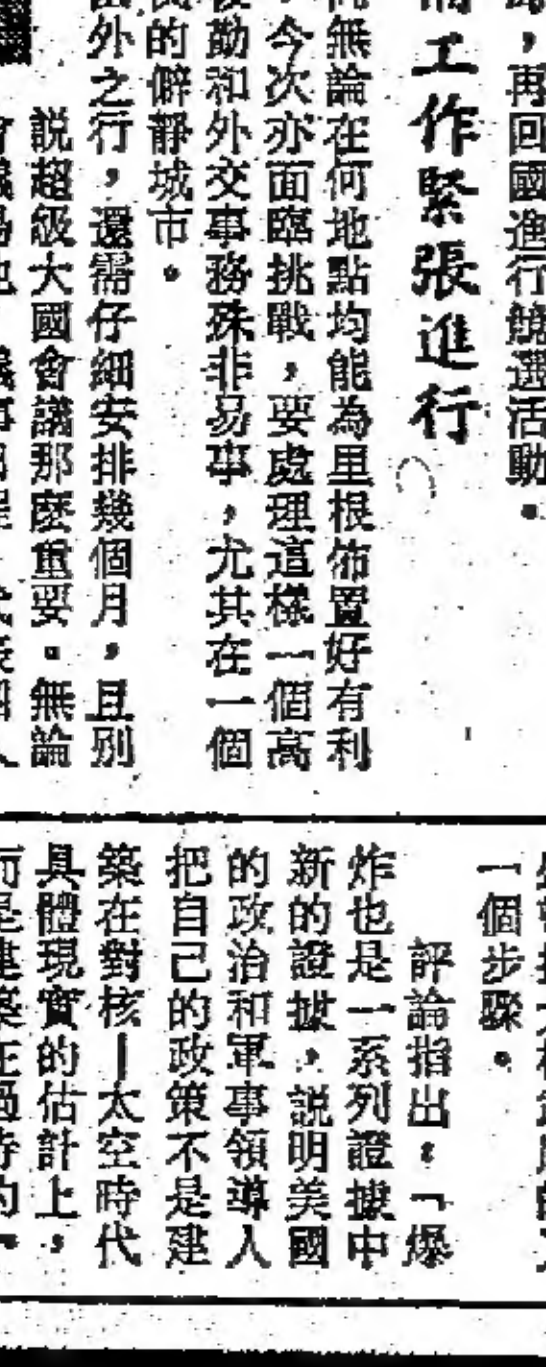 ，再回國進行競選活動。
工作緊張進行
無論在何地點均能為里根佈置好有利
，今次亦面臨挑戰，要處理這樣一個高
勤和外交事務殊非易事，尤其在一個
的僻靜城市。
外之行，還需仔細安排幾個月，且別
說超級大國會議那麽重要。無論
一個步驟。
評論指出，「爆
炸也是一系列證據中
新的證據，說明美國
的政治和軍事領導人
把自己的政策不是建
築在對核—太空時代
具體現實的估計上，
而是建築在過時的